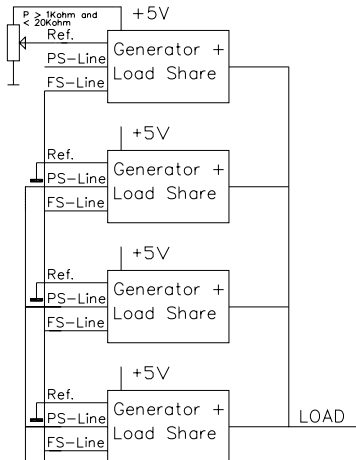 P > 1Kohm and
< 20Kohm
+5V
Ref.
PS-Line
FS-Line
Generator +
Load Share
+5V
Ref.
PS-Line
FS-Line
Generator +
Load Share
+5V
Ref.
PS-Line
FS-Line
Generator +
Load Share
+5V
Ref.
PS-Line
FS-Line
Generator +
Load Share
LOAD